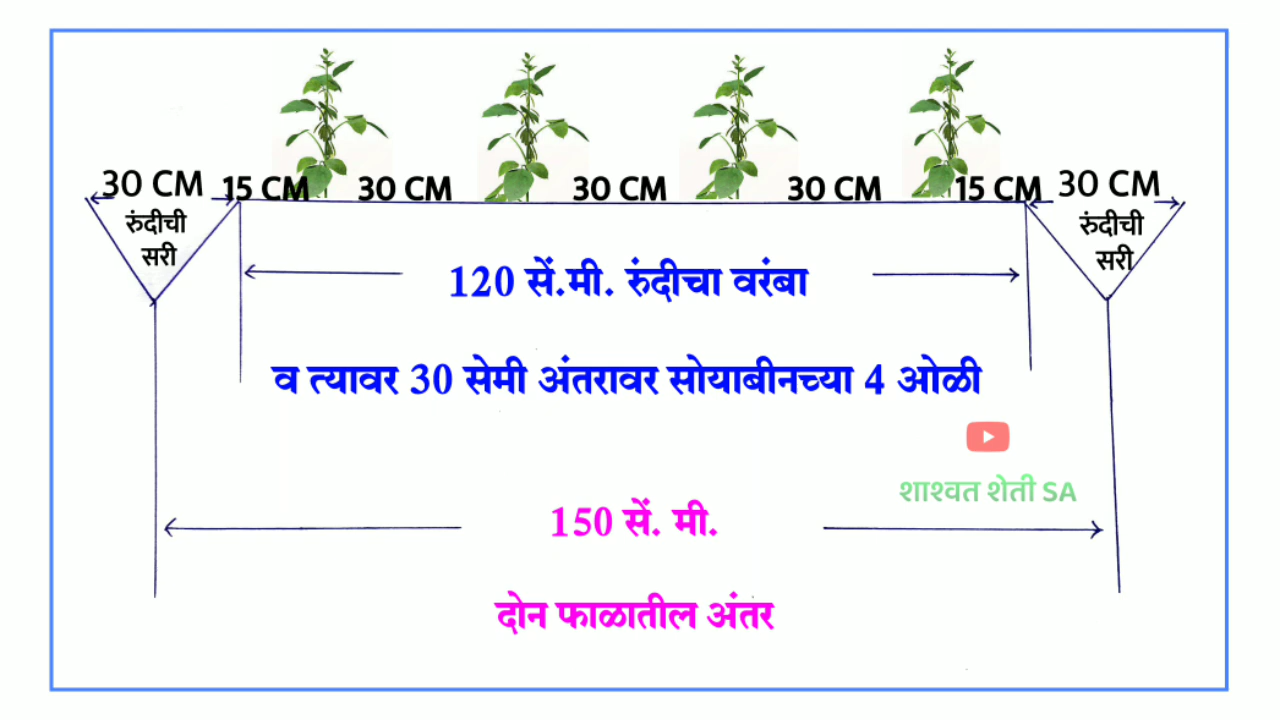 30 CM 15 CM 30 CM 30 CM 30 CM 15 CM 30 CM
रुंदीची
सरी
रुंदीची
सरी
120 सें.मी. रुंदीचा वरंबा
व त्यावर 30 सेमी अंतरावर सोयाबीनच्या 4 ओळी
शाश्वत शेती SA
150 सें. मी.
दोन फाळातील अंतर